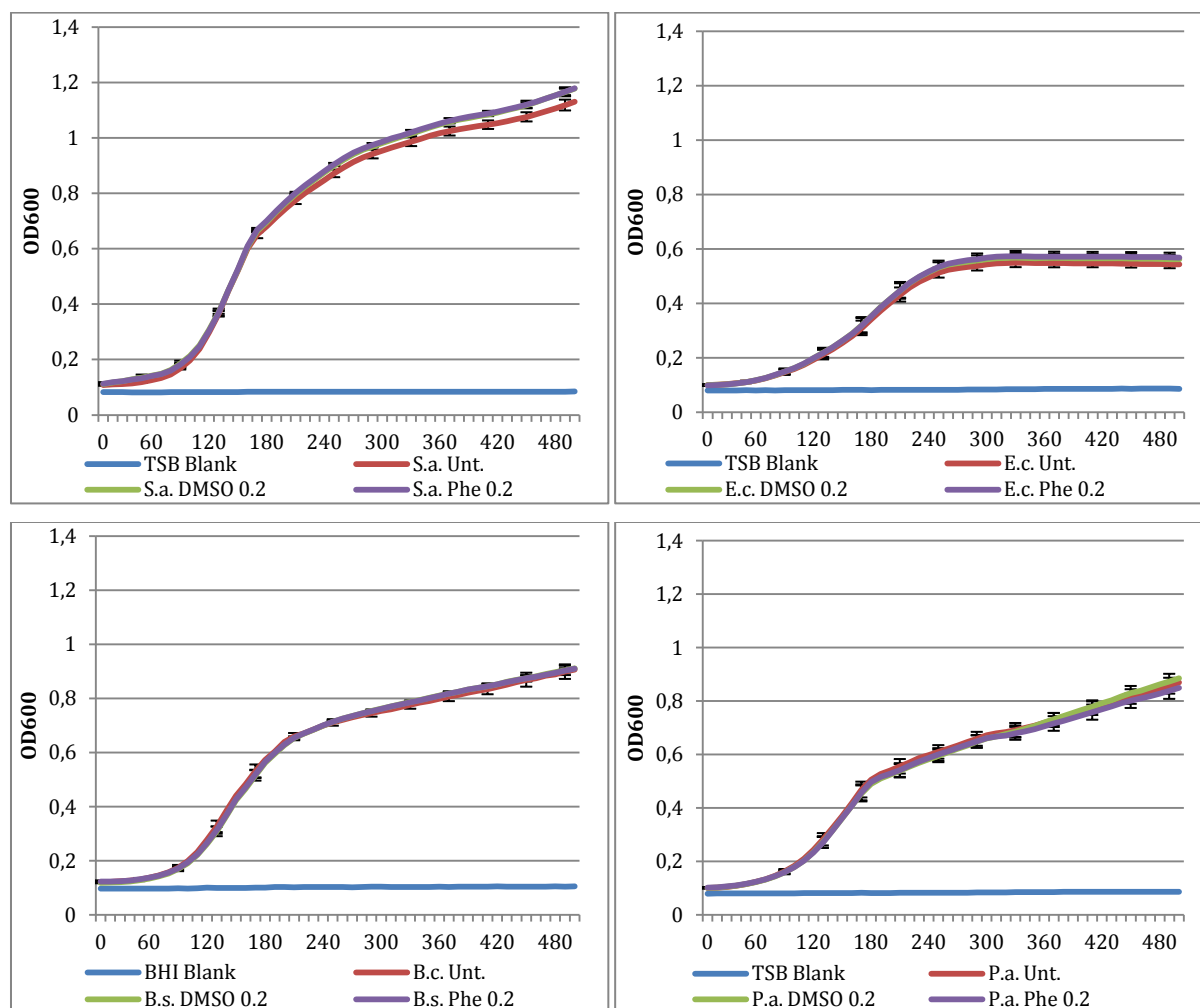 1,4
1,2
1
0,8
0,6
0,4
0,2
0
OD600
0 60 120 180 240 300 360 420 480
TSB Blank S.a. Unt.
S.a. DMSO 0.2 S.a. Phe 0.2
1,4
1,2
1
0,8
0,6
0,4
0,2
0
OD600
0 60 120 180 240 300 360 420 480
TSB Blank E.c. Unt.
E.c. DMSO 0.2 E.c. Phe 0.2
1,4
1,2
1
0,8
0,6
0,4
0,2
0
OD600
0 60 120 180 240 300 360 420 480
BHI Blank B.c. Unt.
B.s. DMSO 0.2 B.s. Phe 0.2
1,4
1,2
1
0,8
0,6
0,4
0,2
0
OD600
0 60 120 180 240 300 360 420 480
TSB Blank P.a. Unt.
P.a. DMSO 0.2 P.a. Phe 0.2